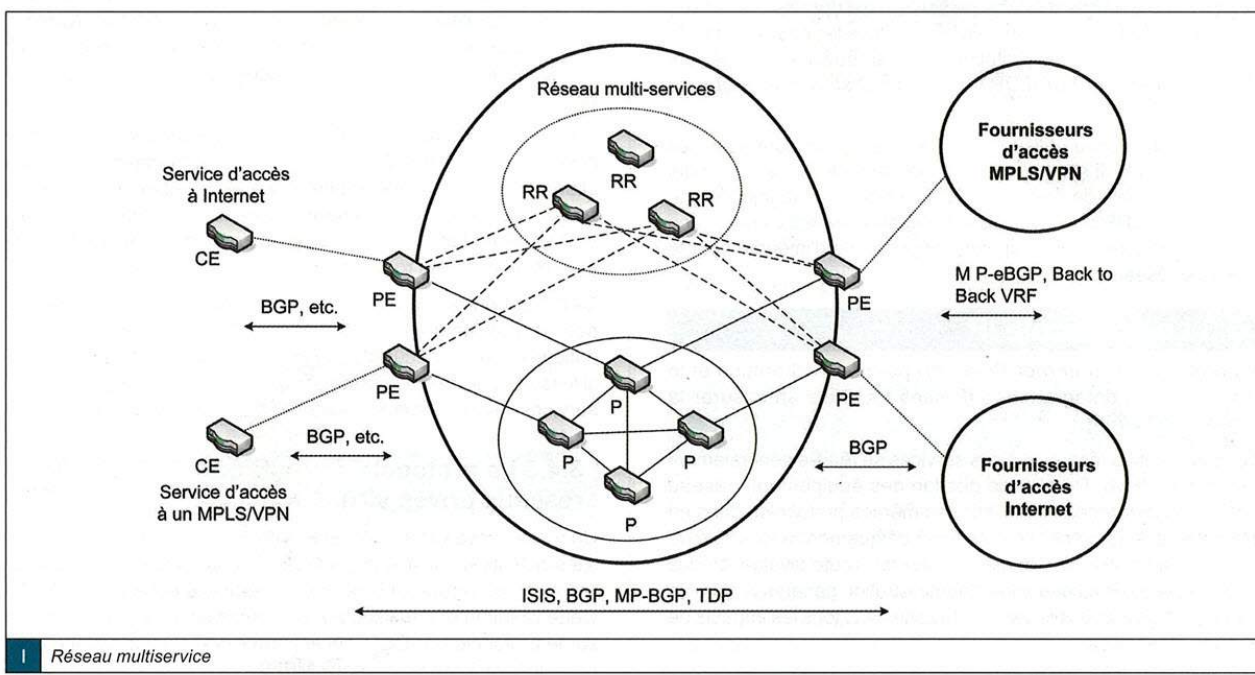 Réseau multi-services
RR
RR
RR
Service d'accès
à Internet
CE
PE
BGP, etc.
PE
BGP, etc.
CE
Service d'accès
à un MPLS/VPN
P
P
P
P
PE
PE
Fournisseurs
d'accès
MPLS/VPN
M P-eBGP, Back to
Back VRF
BGP
Fournisseurs
d'accès
Internet
ISIS, BGP, MP-BGP, TDP
I Réseau multiservice